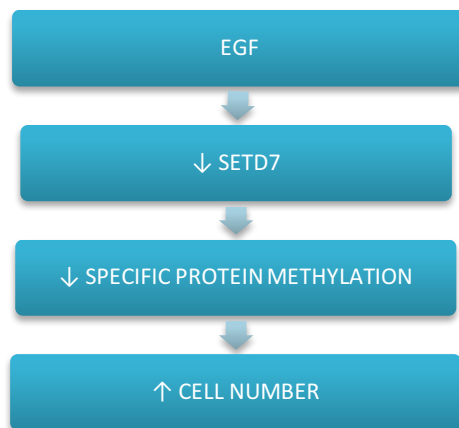 EGF
↓ SETD7
↓ SPECIFIC PROTEIN METHYLATION
↑ CELL NUMBER